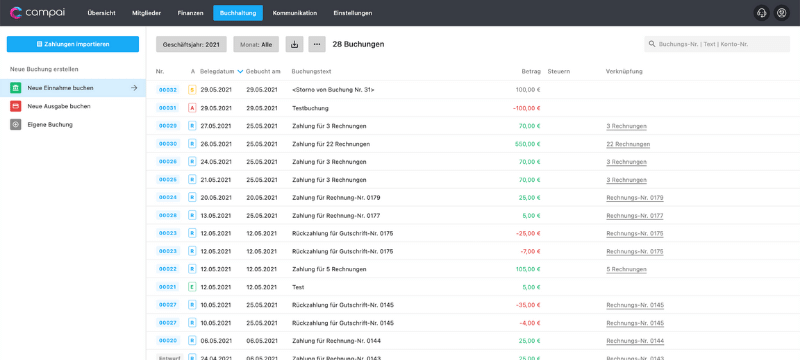 campai Übersicht Mitglieder Finanzen Buchhaltung Kommunikation Einstellungen
Zahlungen importieren
Neue Buchung erstellen
Neue Einnahme buchen
Neue Ausgabe buchen
Eigene Buchung
Geschäftsjahr: 2021 Monat: Alle 28 Buchungen Buchungs-Nr. | Text | Konto-Nr.
Nr. A Belegdatum Gebucht am Buchungstext Betrag Steuern Verknüpfung
00032 S 29.05.2021 29.05.2021 <Storno von Buchung Nr. 31> 100,00 €
00031 A 29.05.2021 29.05.2021 Testbuchung -100,00 €
R 27.05.2021 25.05.2021 Zahlung für 3 Rechnungen 70,00 € 3 Rechnungen
00030 R 26.05.2021 25.05.2021 Zahlung für 22 Rechnungen 550,00 € 22 Rechnungen
R 24.05.2021 25.05.2021 Zahlung für 3 Rechnungen 70,00 € 3 Rechnungen
00025 R 21.05.2021 25.05.2021 Zahlung für 3 Rechnungen 70,00 € 3 Rechnungen
00024 R 20.05.2021 20.05.2021 Zahlung für Rechnung-Nr. 0179 25,00 € Rechnungs-Nr. 0179
R 13.05.2021 25.05.2021 Zahlung für Rechnung-Nr. 0177 5,00 € Rechnungs-Nr. 0177
00023 R 12.05.2021 12.05.2021 Rückzahlung für Gutschrift-Nr. 0175 -25,00 € Rechnungs-Nr. 0175
00023 R 12.05.2021 12.05.2021 Rückzahlung für Gutschrift-Nr. 0175 -7,00 € Rechnungs-Nr. 0175
00022 R 12.05.2021 12.05.2021 Zahlung für 5 Rechnungen 105,00 € 5 Rechnungen
00021 E 12.05.2021 12.05.2021 Test 5,00 €
00027 R 10.05.2021 25.05.2021 Rückzahlung für Gutschrift-Nr. 0145 -35,00 € Rechnungs-Nr. 0145
00027 R 10.05.2021 25.05.2021 Rückzahlung für Gutschrift-Nr. 0145 -4,00 € Rechnungs-Nr. 0145
00020 R 06.05.2021 06.05.2021 Zahlung für Rechnung-Nr. 0144 25,00 € Rechnungs-Nr. 0144
Entwurf R 24.04.2021 06.05.2021 Zahlung für Rechnung-Nr. 0143 25,00 € Rechnungs-Nr. 0143